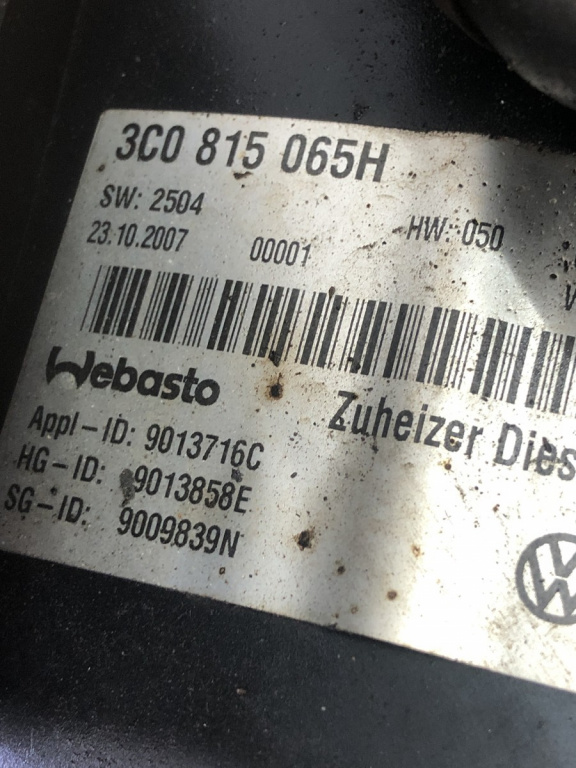 3C0 815 065H
SW: 2504 HW: 050
23.10.2007 00001
Webasto
Zuheizer Dies
Appl-ID: 9013716C
HG-ID: 9013858E
SG-ID: 9009839N
VW